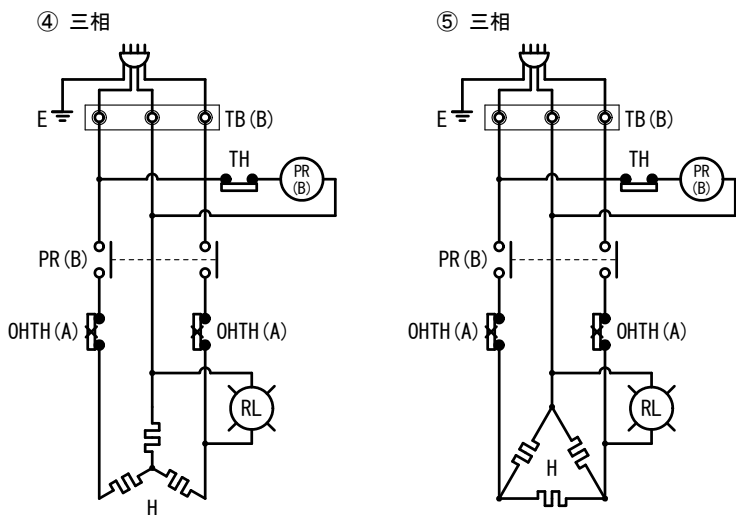 ④ 三相
E
TB(B)
TH
PR
(B)
PR(B)
OHTH(A)
OHTH(A)
RL
H
⑤ 三相
E
TB(B)
TH
PR
(B)
PR(B)
OHTH(A)
OHTH(A)
RL
H